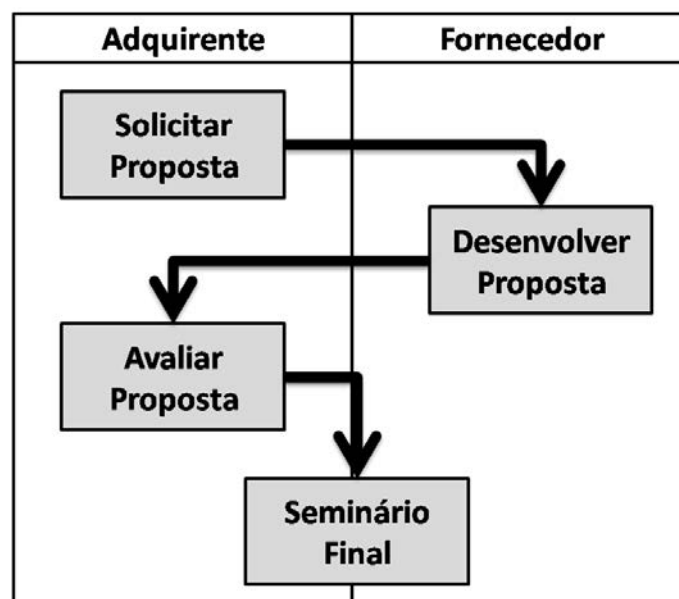 Adquirente
Fornecedor
Solicitar
Proposta
Desenvolver
Proposta
Avaliar
Proposta
Seminário
Final